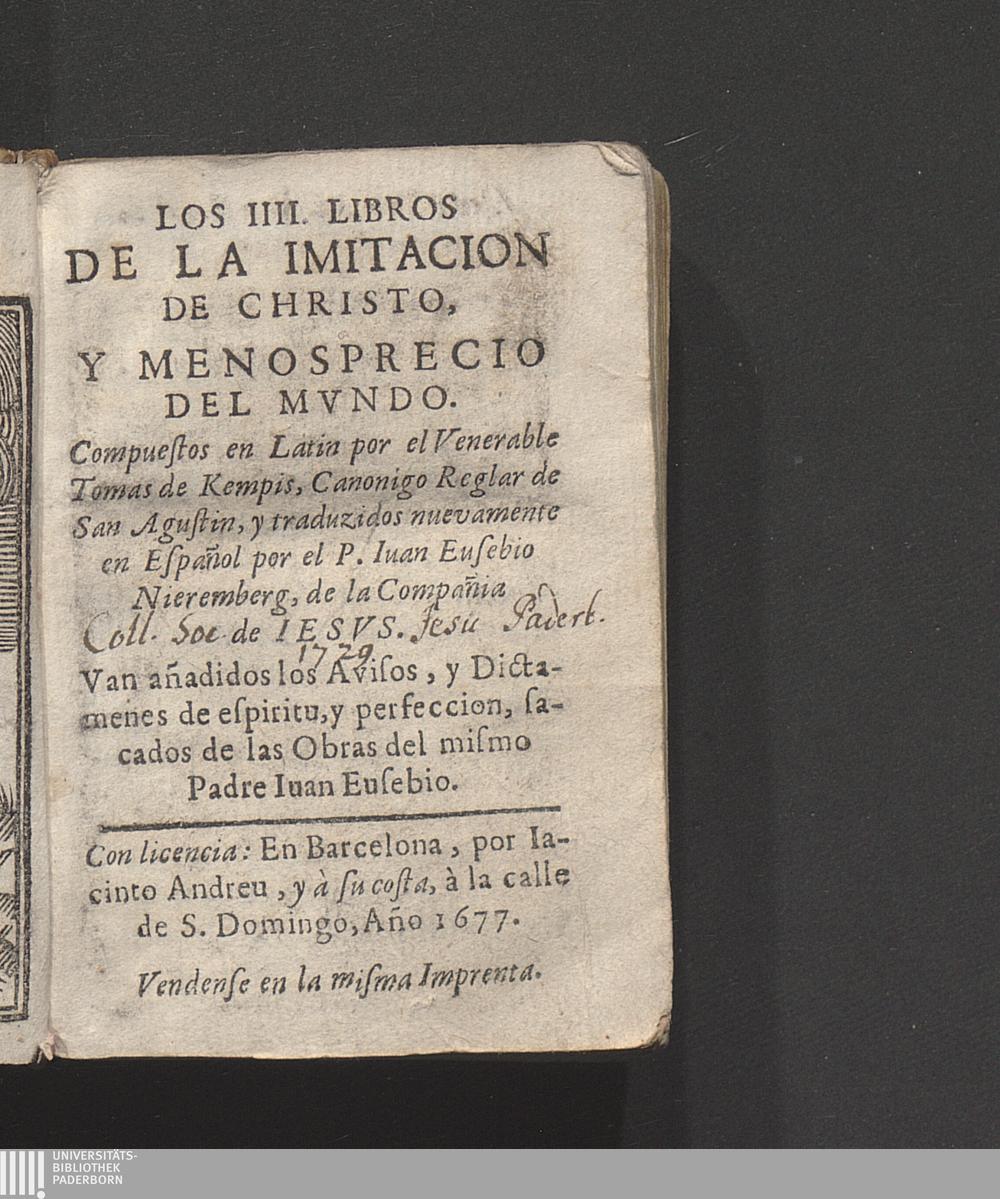 LOS IIII. LIBROS
DE LA IMITACION
DE CHRISTO,
Y MENOSPRECIO
DEL MVNDO.
Compueſtos en Latin por el Venerable
Tomas de Kempis, Canonigo Reglar de
San Aguſtin, y traduzidos nuevamente
en Eſpañol por el P. Iuan Euſebio
Nieremberg, de la Compañia
Coll. Soc de IESVS. Jesu Paderb.
1729
Van añadidos los Aviſos, y Dicta-
menes de eſpiritu, y perfeccion, ſa-
cados de las Obras del miſmo
Padre Iuan Euſebio.
Con licencia: En Barcelona, por Ia-
cinto Andreu, y à ſu coſta, à la calle
de S. Domingo, Año 1677.
Vendenſe en la miſma Imprenta.
UNIVERSITÄTS-
BIBLIOTHEK
PADERBORN